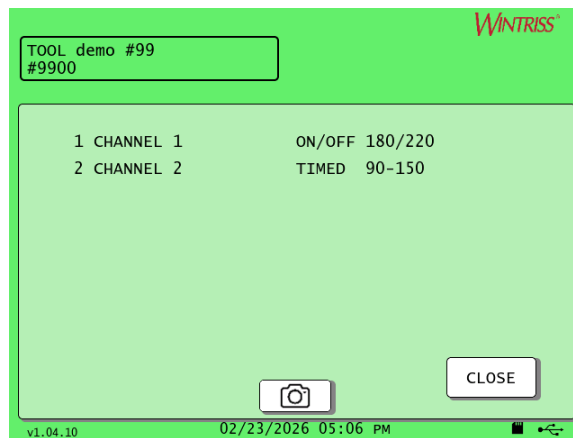 WINTRISS®
TOOL demo #99
#9900
1 CHANNEL 1 ON/OFF 180/220
2 CHANNEL 2 TIMED 90-150
CLOSE
v1.04.10 02/23/2026 05:06 PM